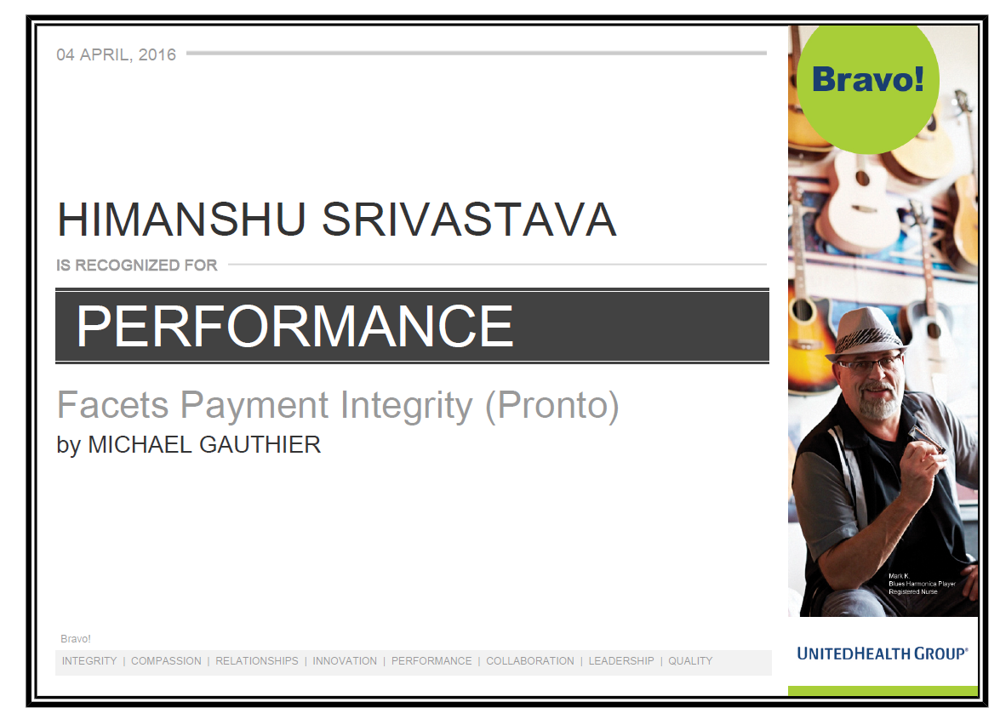 04 APRIL, 2016
Bravo!
HIMANSHU SRIVASTAVA
IS RECOGNIZED FOR
PERFORMANCE
Facets Payment Integrity (Pronto)
by MICHAEL GAUTHIER
Mark K.
Blues Harmonica Player
Registered Nurse
Bravo!
INTEGRITY | COMPASSION | RELATIONSHIPS | INNOVATION | PERFORMANCE | COLLABORATION | LEADERSHIP | QUALITY
UNITEDHEALTH GROUP®